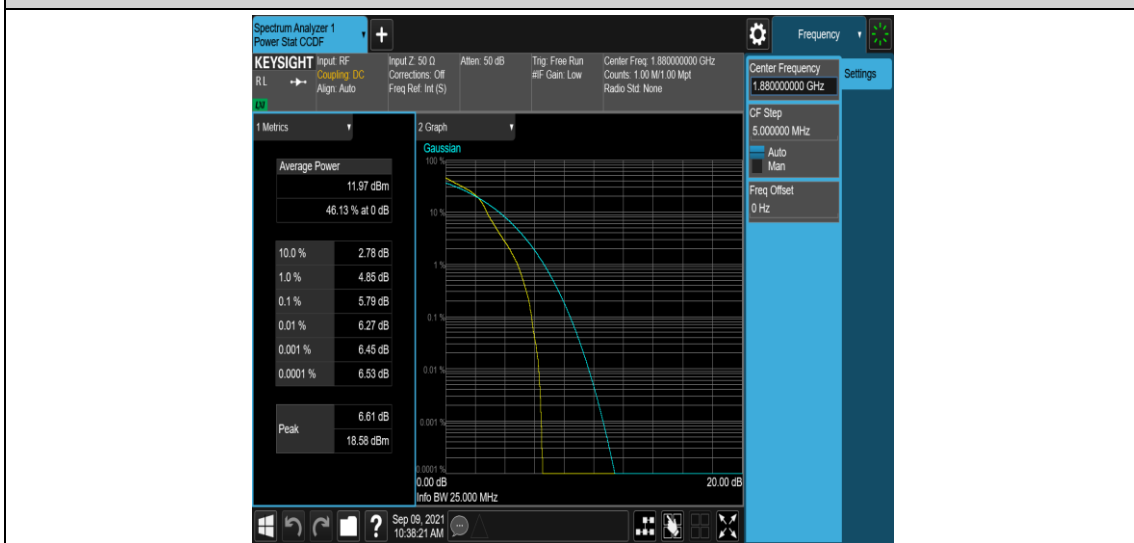 Spectrum Analyzer 1
Power Stat CCDF
+
Frequency
KEYSIGHT
RL
Input: RF
Coupling: DC
Align: Auto
Input Z: 50 Ω
Corrections: Off
Freq Ref: Int (S)
Atten: 50 dB
Trig: Free Run
#IF Gain: Low
Center Freq: 1.880000000 GHz
Counts: 1.00 M/1.00 Mpt
Radio Std: None
Center Frequency
1.880000000 GHz
Settings
CF Step
5.000000 MHz
Auto
Man
Freq Offset
0 Hz
1 Metrics
Average Power
11.97 dBm
46.13 % at 0 dB
10.0 % 2.78 dB
1.0 % 4.85 dB
0.1 % 5.79 dB
0.01 % 6.27 dB
0.001 % 6.45 dB
0.0001 % 6.53 dB
Peak
6.61 dB
18.58 dBm
2 Graph
Gaussian
100 %
10 %
1 %
0.1 %
0.01 %
0.001 %
0.0001 %
0.00 dB 20.00 dB
Info BW 25.000 MHz
?
Sep 09, 2021
10:38:21 AM